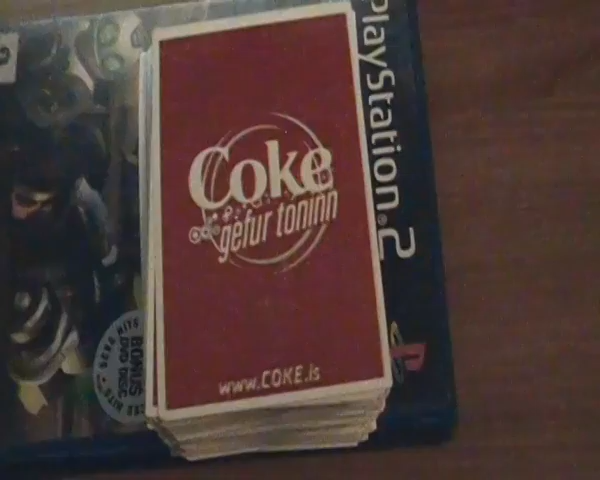 PlayStation.2
Coke
gefur tóninn
www.COKE.is
BONUS
DVD DISC